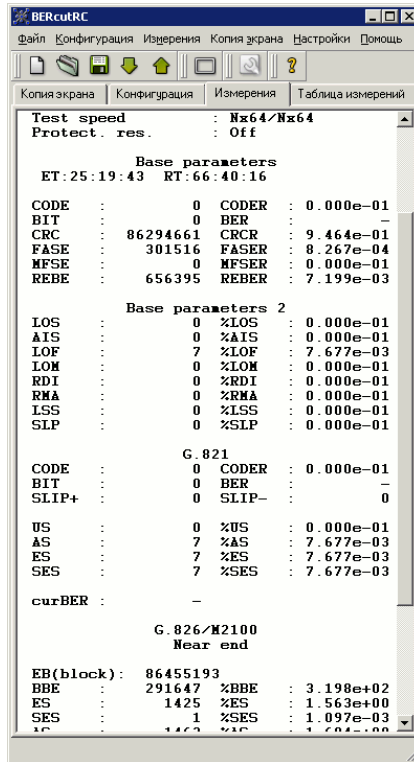 BERcutRC
Файл Конфигурация Измерения Копия экрана Настройки Помощь
Копия экрана Конфигурация Измерения Таблица измерений
Test speed : Nx64/Nx64
Protect. res. : Off
Base parameters
ET:25:19:43 RT:66:40:16
CODE : 0 CODER : 0.000e-01
BIT : 0 BER : -
CRC : 86294661 CRCR : 9.464e-01
FASE : 301516 FASER : 8.267e-04
MFSE : 0 MFSER : 0.000e-01
REBE : 656395 REBER : 7.199e-03
Base parameters 2
LOS : 0 %LOS : 0.000e-01
AIS : 0 %AIS : 0.000e-01
LOF : 7 %LOF : 7.677e-03
LOM : 0 %LOM : 0.000e-01
RDI : 0 %RDI : 0.000e-01
RMA : 0 %RMA : 0.000e-01
LSS : 0 %LSS : 0.000e-01
SLP : 0 %SLP : 0.000e-01
G.821
CODE : 0 CODER : 0.000e-01
BIT : 0 BER : -
SLIP+ : 0 SLIP- : 0
US : 0 %US : 0.000e-01
AS : 7 %AS : 7.677e-03
ES : 7 %ES : 7.677e-03
SES : 7 %SES : 7.677e-03
curBER : -
G.826/M2100
Near end
EB(block): 86455193
BBE : 291647 %BBE : 3.198e+02
ES : 1425 %ES : 1.563e+00
SES : 1 %SES : 1.097e-03